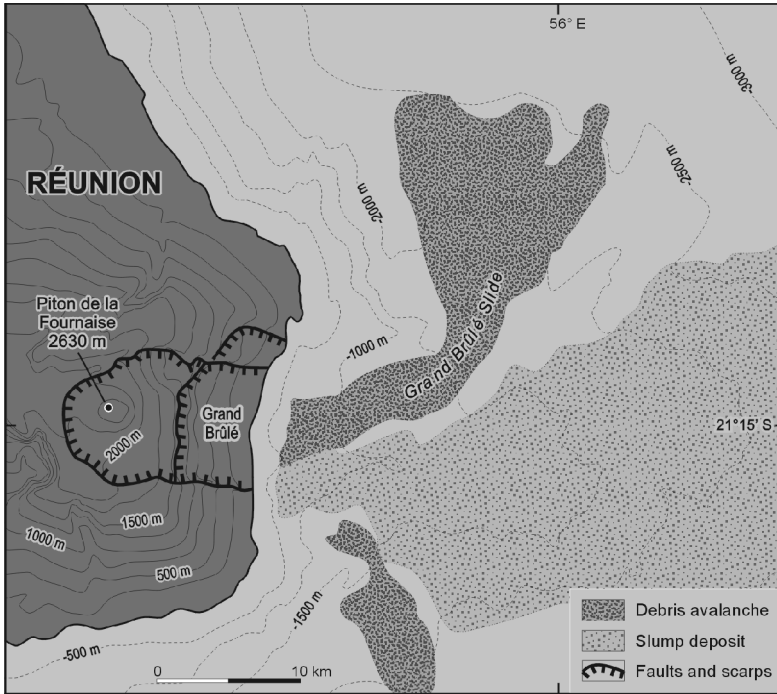 56° E
-3000 m
-2500 m
-2000 m
RÉUNION
Piton de la
Fournaise
2630 m
-1000 m
Grand Brûlé Slide
Grand
Brûlé
21°15' S
2000 m
1500 m
1000 m
500 m
-1500 m
-500 m
0 10 km
Debris avalanche
Slump deposit
Faults and scarps